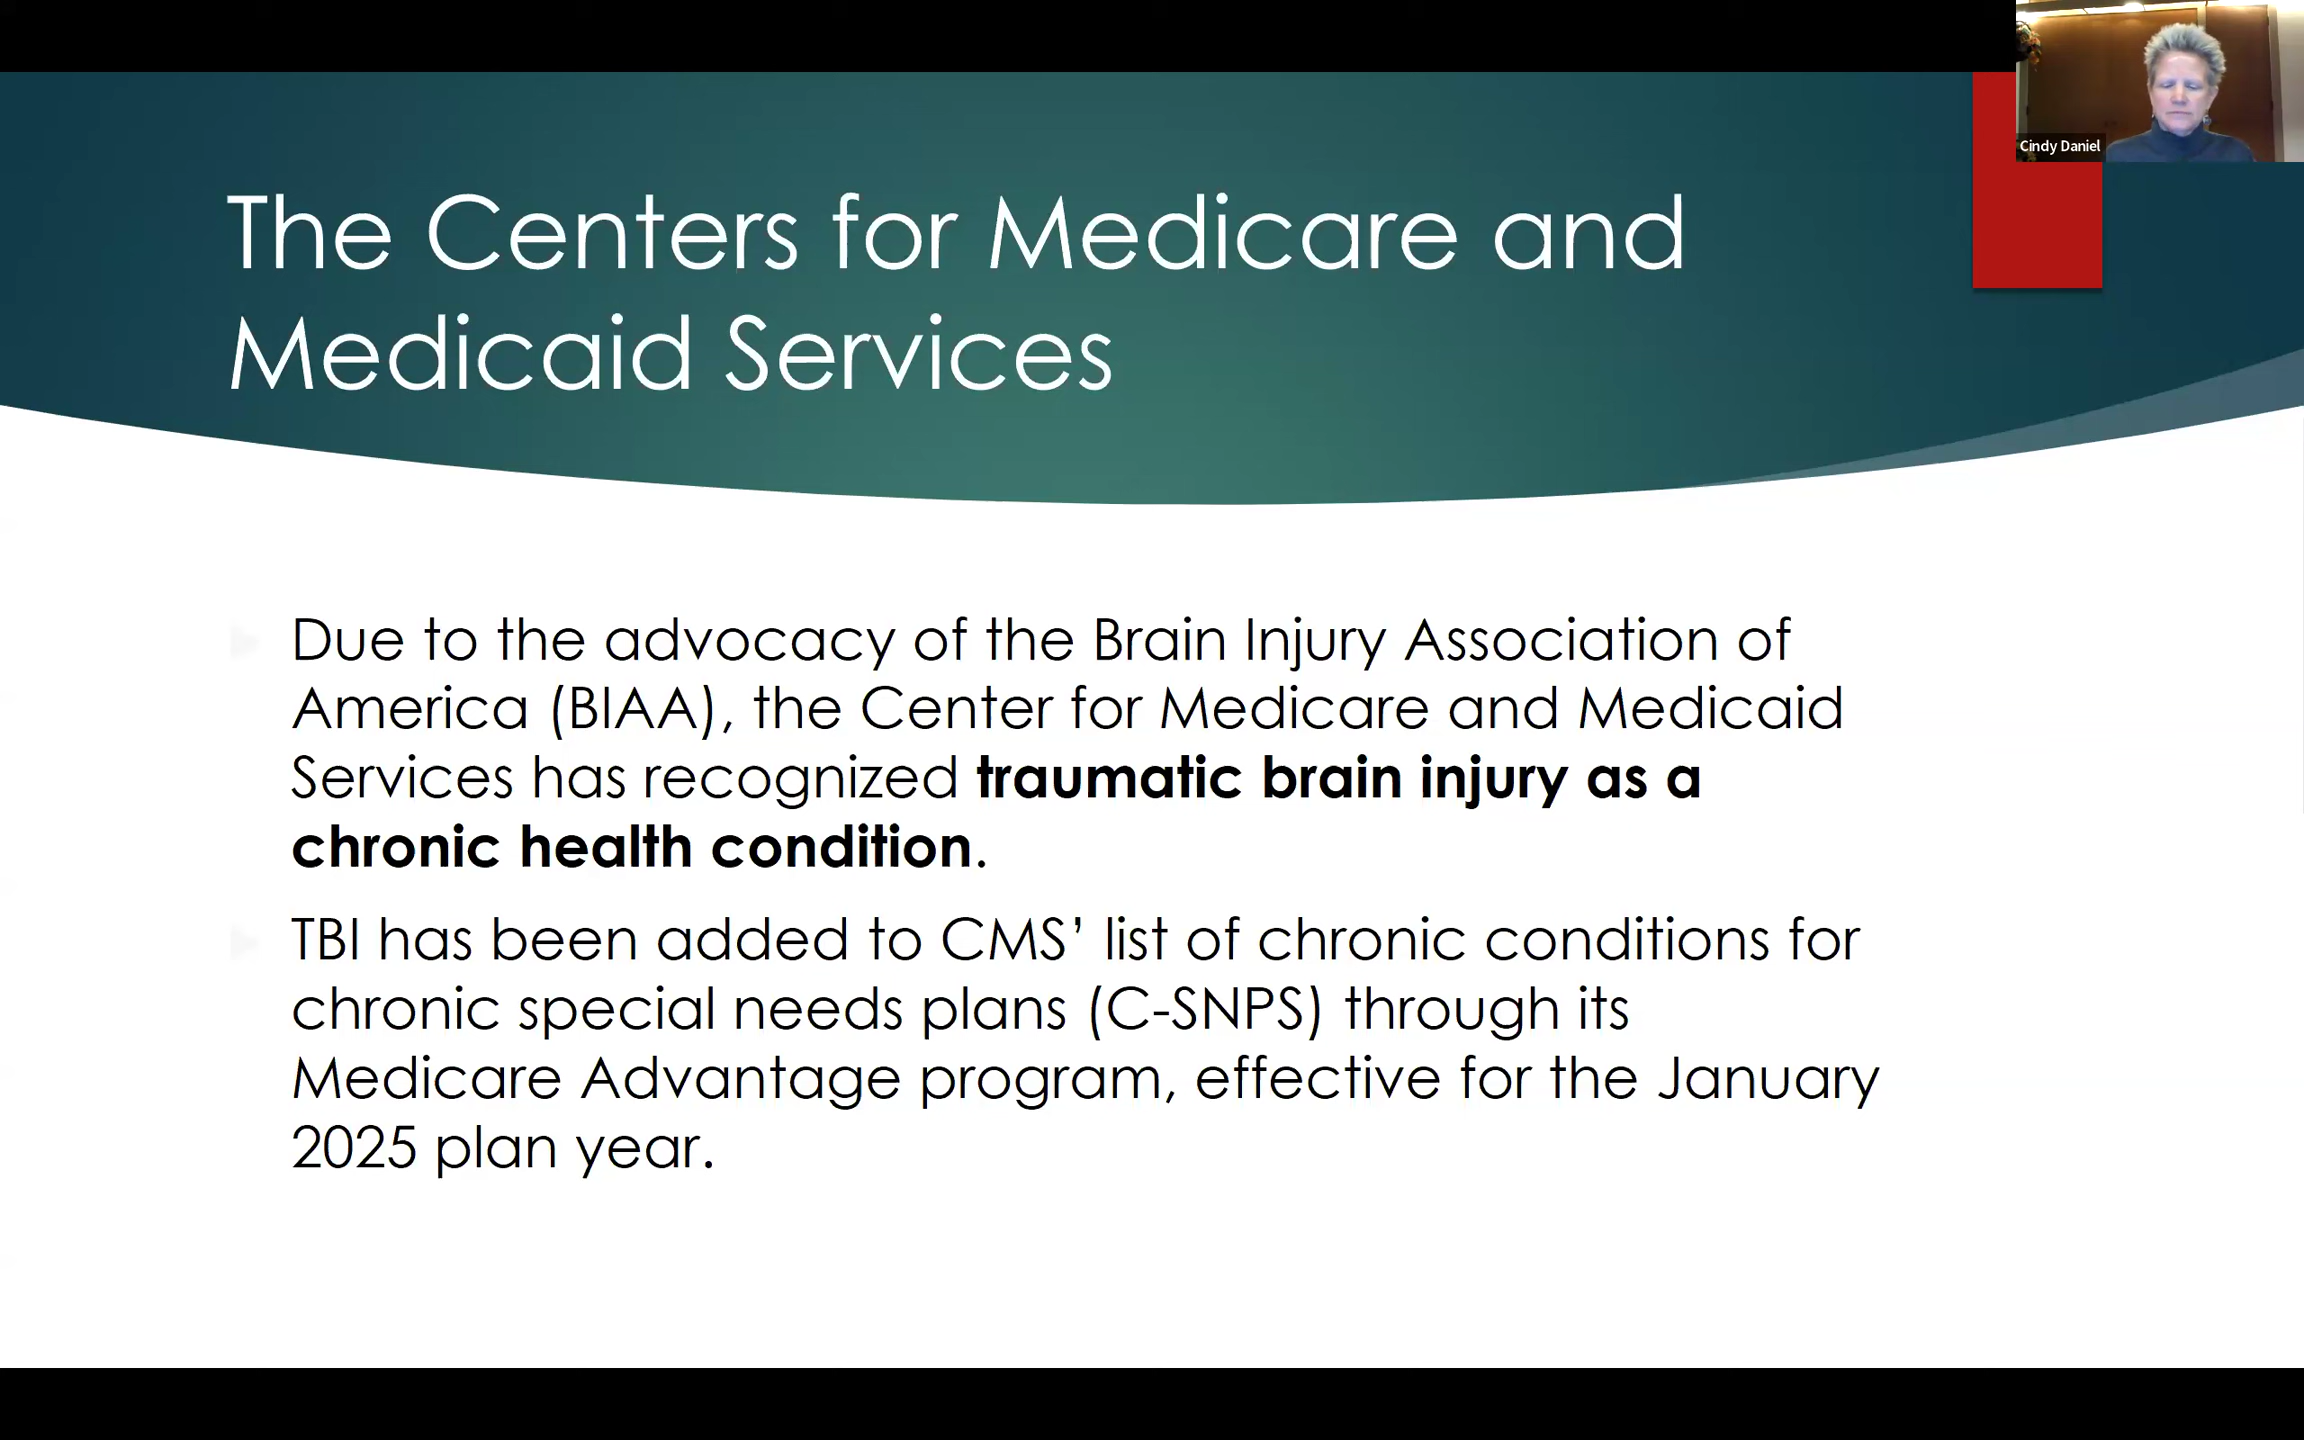 Cindy Daniel
The Centers for Medicare and
Medicaid Services
Due to the advocacy of the Brain Injury Association of
America (BIAA), the Center for Medicare and Medicaid
Services has recognized traumatic brain injury as a
chronic health condition.
TBI has been added to CMS’ list of chronic conditions for
chronic special needs plans (C-SNPS) through its
Medicare Advantage program, effective for the January
2025 plan year.